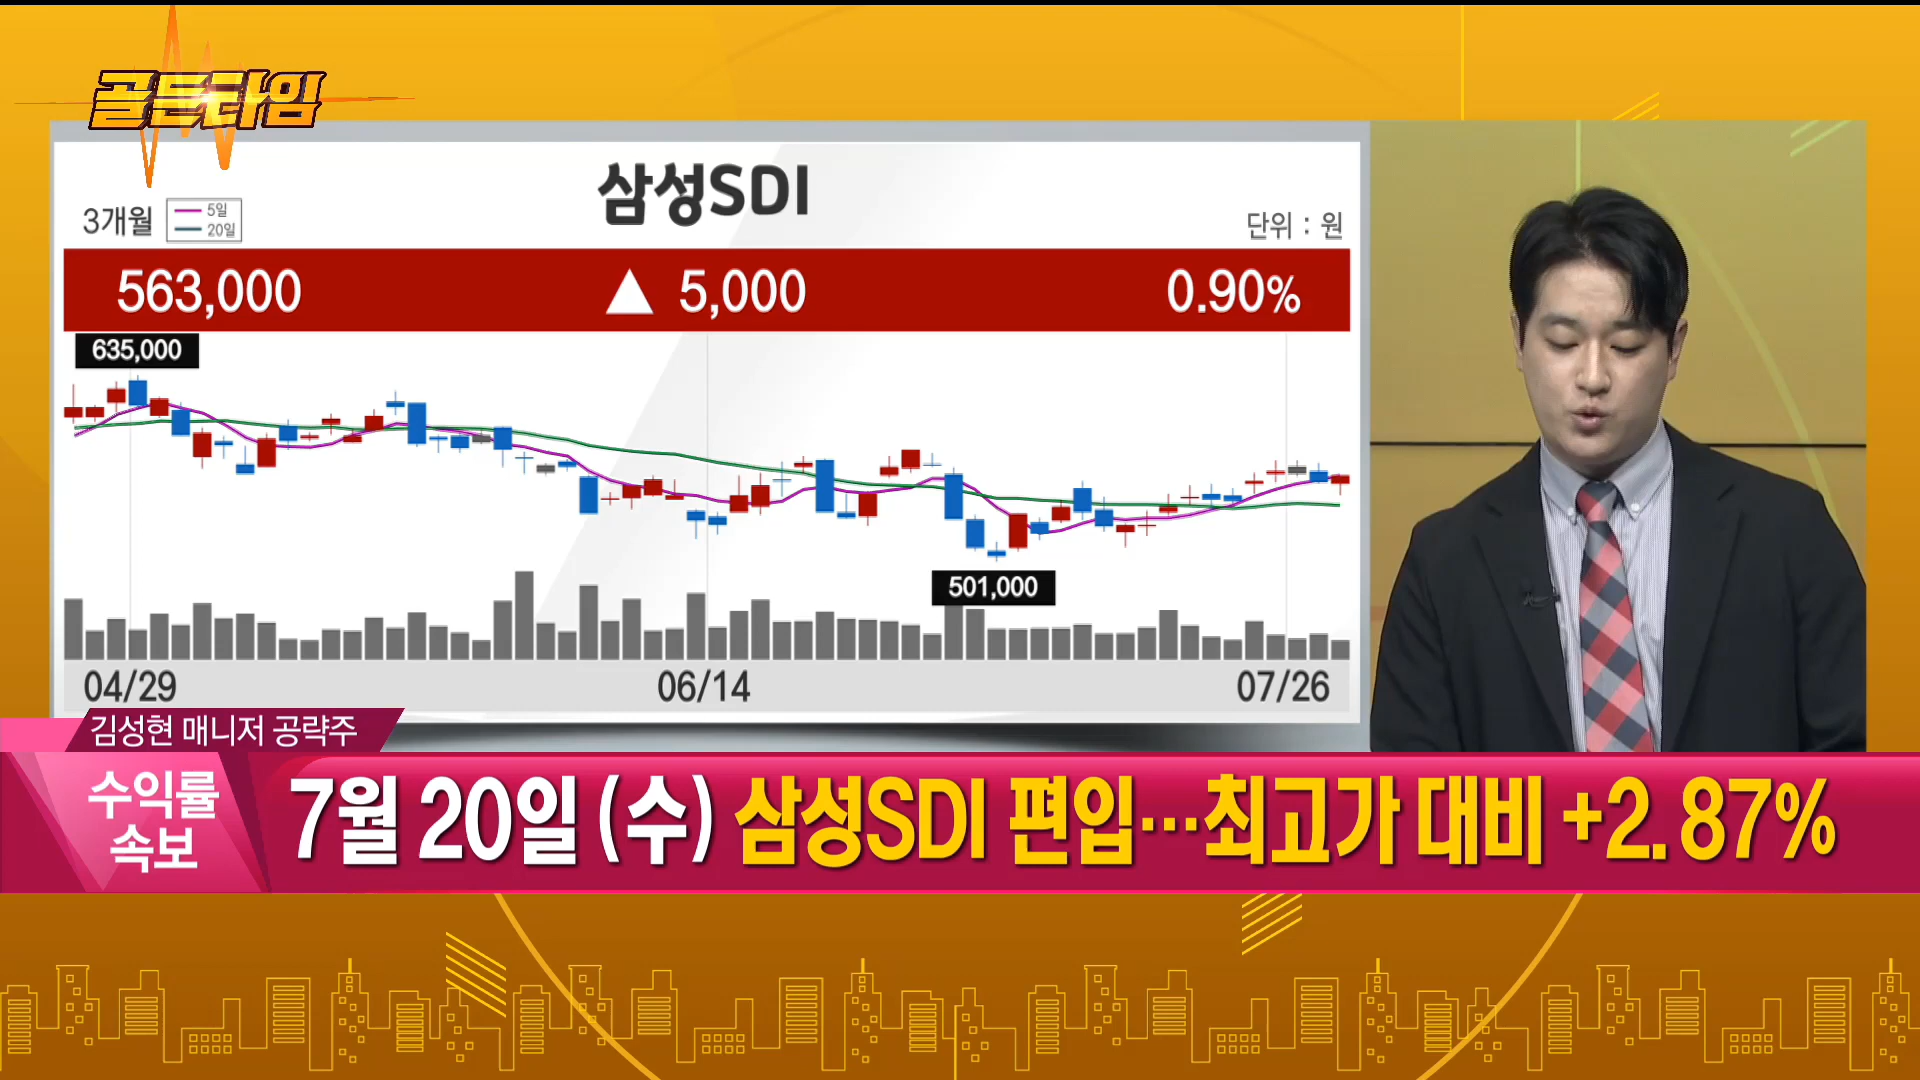 골든타임
삼성SDI
3개월
5일
20일
단위 : 원
563,000 ▲ 5,000 0.90%
635,000
501,000
04/29 06/14 07/26
김성현 매니저 공략주
수익률
속보
7월 20일 (수) 삼성SDI 편입…최고가 대비 +2.87%